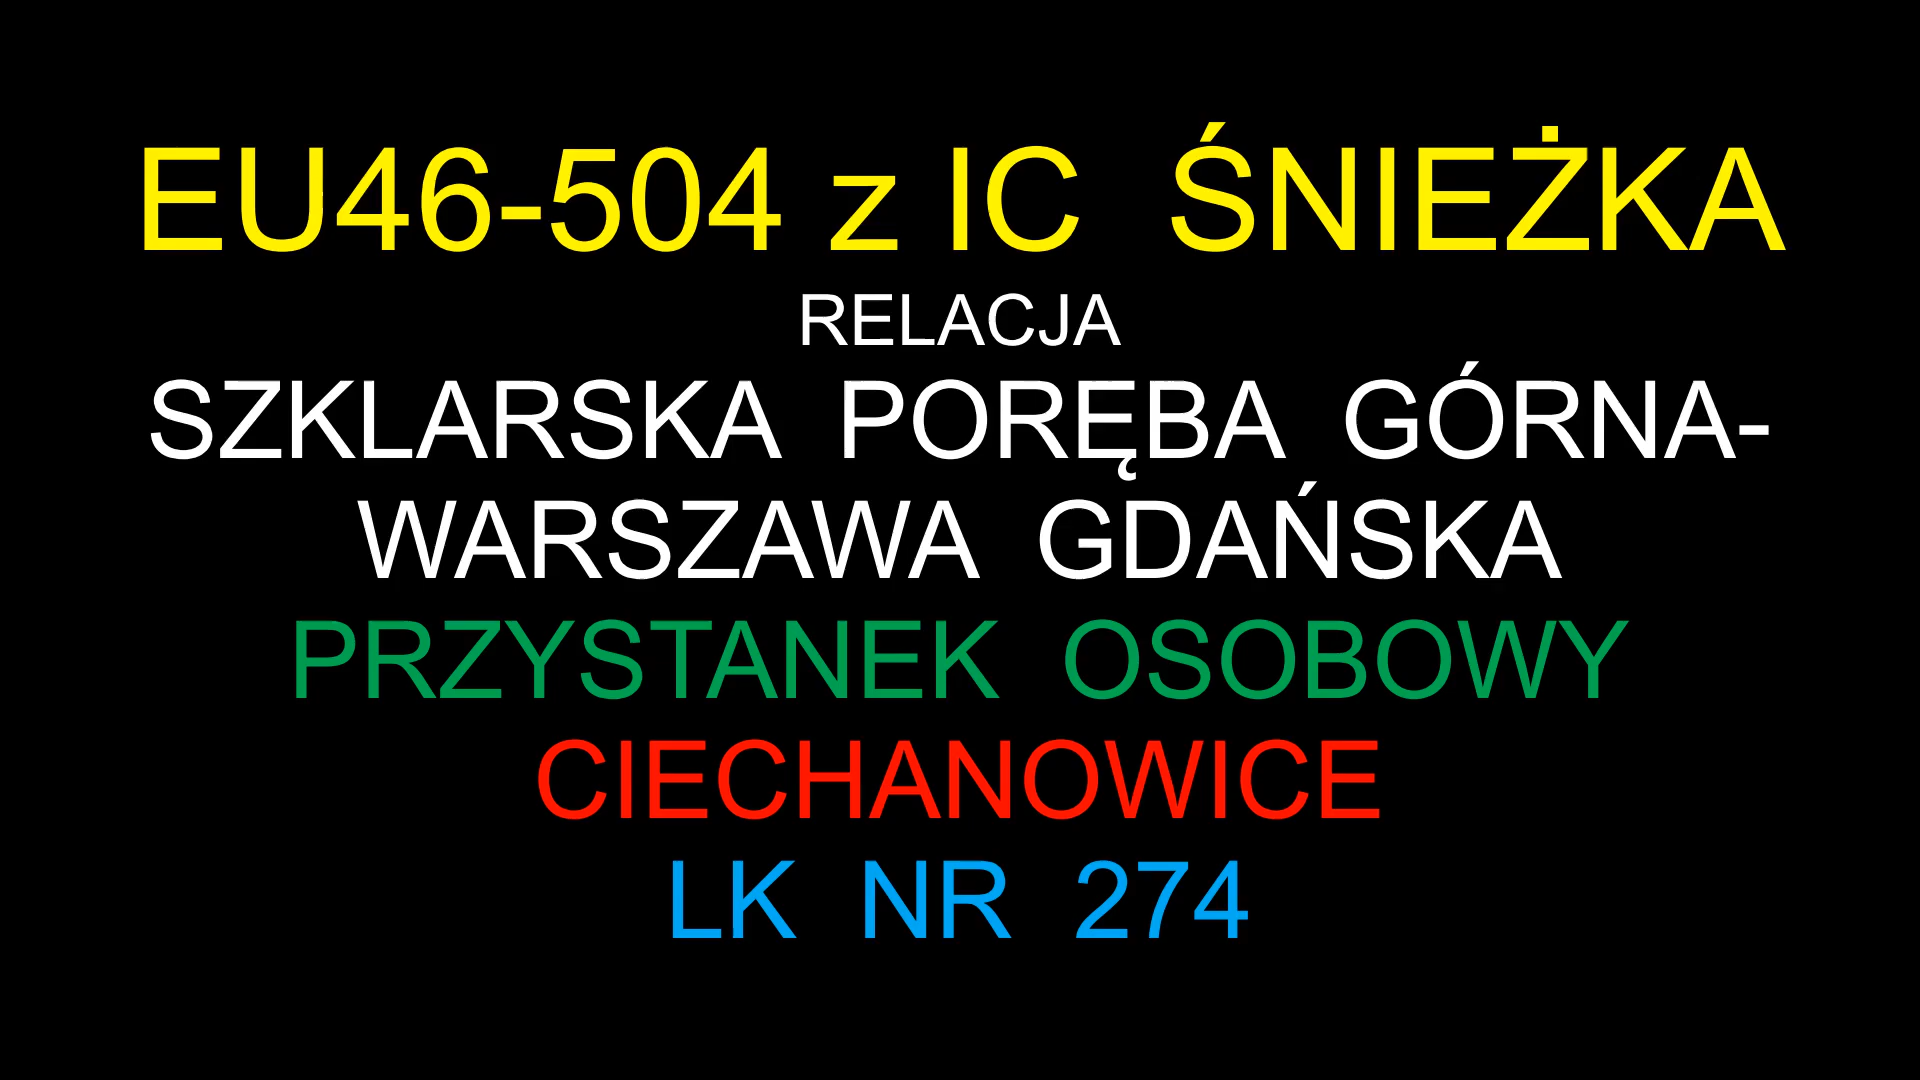 EU46-504 z IC ŚNIEŻKA
RELACJA
SZKLARSKA PORĘBA GÓRNA-
WARSZAWA GDAŃSKA
PRZYSTANEK OSOBOWY
CIECHANOWICE
LK NR 274